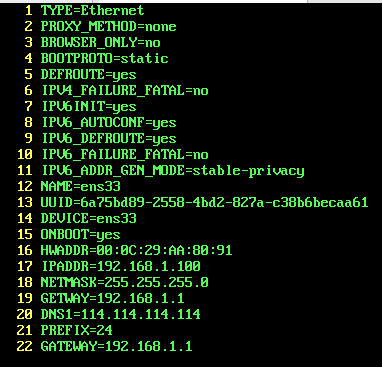 1 TYPE=Ethernet
2 PROXY_METHOD=none
3 BROWSER_ONLY=no
4 BOOTPROTO=static
5 DEFROUTE=yes
6 IPV4_FAILURE_FATAL=no
7 IPV6INIT=yes
8 IPV6_AUTOCONF=yes
9 IPV6_DEFROUTE=yes
10 IPV6_FAILURE_FATAL=no
11 IPV6_ADDR_GEN_MODE=stable-privacy
12 NAME=ens33
13 UUID=6a75bd89-2558-4bd2-827a-c38b6becaa61
14 DEVICE=ens33
15 ONBOOT=yes
16 HWADDR=00:0C:29:AA:80:91
17 IPADDR=192.168.1.100
18 NETMASK=255.255.255.0
19 GETWAY=192.168.1.1
20 DNS1=114.114.114.114
21 PREFIX=24
22 GATEWAY=192.168.1.1